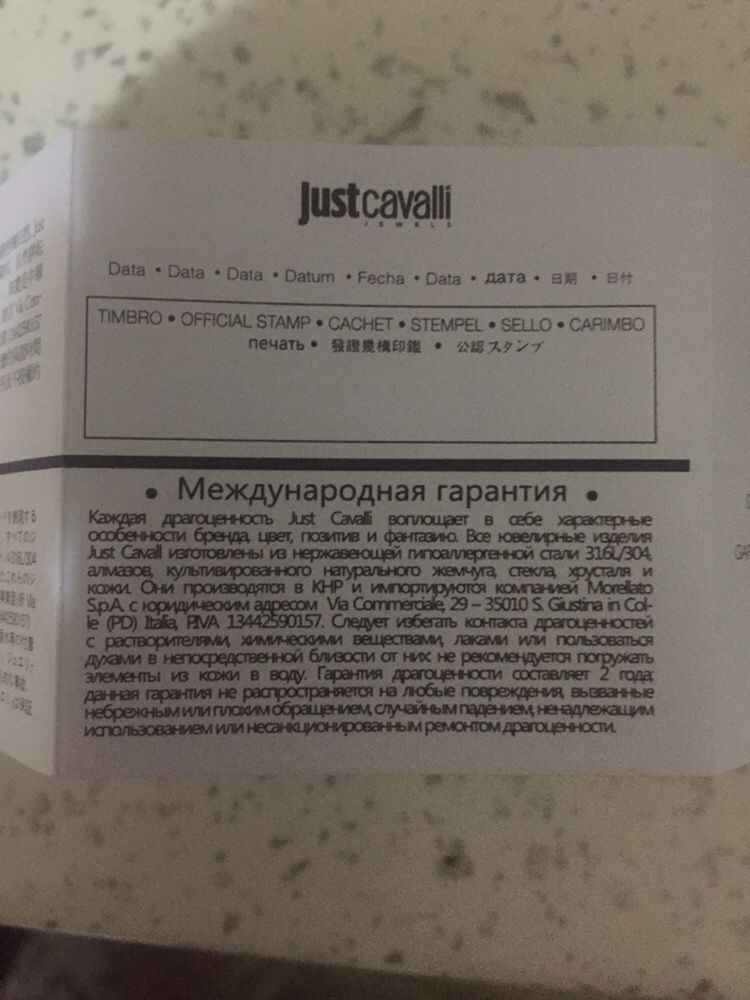 justcavalli
JEWELS
Data • Data • Data • Datum • Fecha • Data • дата • 日期 • 日付
TIMBRO • OFFICIAL STAMP • CACHET • STEMPEL • SELLO • CARIMBO
печать • 發證機構印鑑 • 公認スタンプ
• Международная гарантия •
Каждая драгоценность Just Cavalli воплощает в себе характерные
особенности бренда, цвет, позитив и фантазию. Все ювелирные изделия
Just Cavall изготовлены из нержавеющей гипоаллергенной стали 316L/304,
алмазов, культивированного натурального жемчуга, стекла, хрусталя и
кожи. Они производятся в КНР и импортируются компанией Morellato
S.p.A. с юридическим адресом Via Commerciale, 29 – 35010 S. Giustina in Col-
le (PD) Italia, P.IVA 13442590157. Следует избегать контакта драгоценностей
с растворителями, химическими веществами, лаками или пользоваться
духами в непосредственной близости от них не рекомендуется погружать
элементы из кожи в воду. Гарантия драгоценности составляет 2 года;
данная гарантия не распространяется на любые повреждения, вызванные
небрежным или плохим обращением, случайным падением, ненадлежащим
использованием или несанкционированным ремонтом драгоценности.